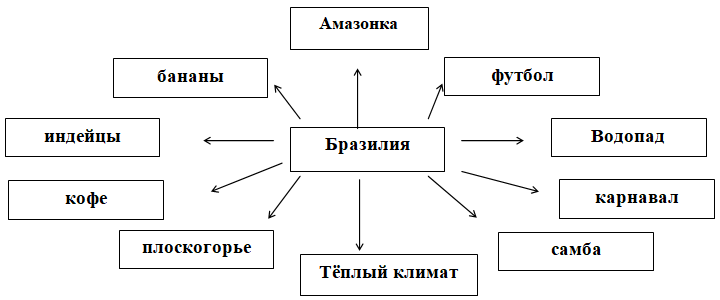 Амазонка
бананы
футбол
индейцы
Бразилия
Водопад
кофе
карнавал
плоскогорье
самба
Тёплый климат